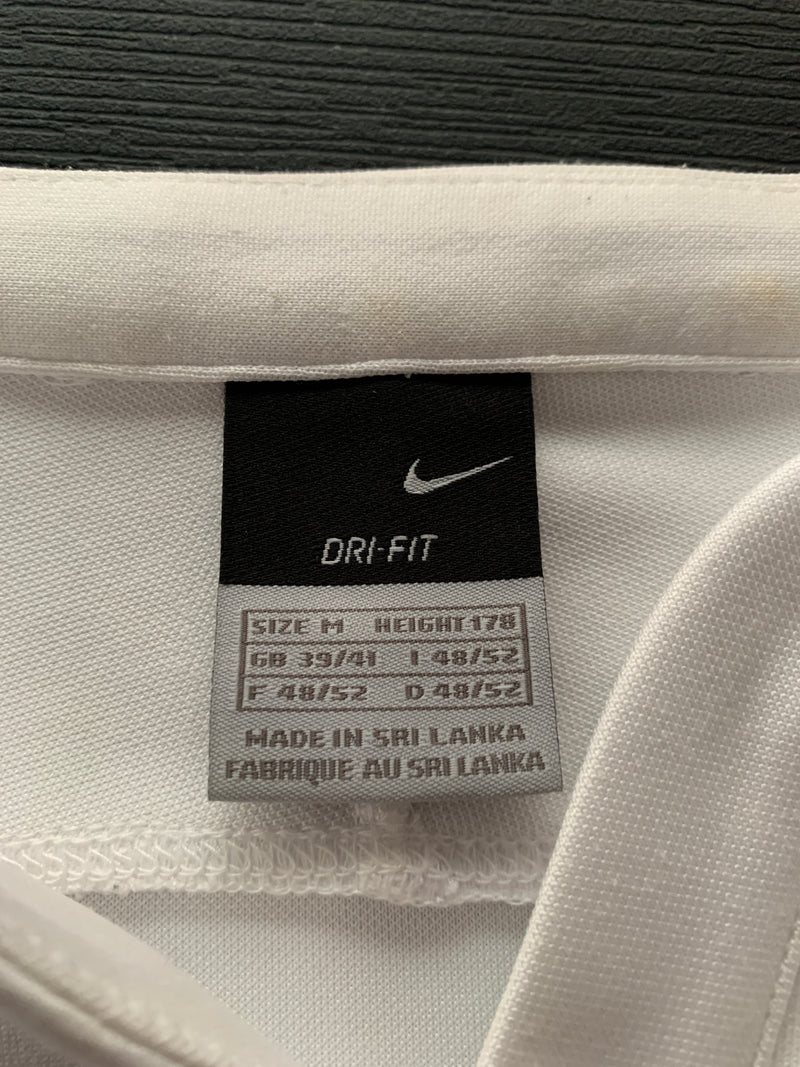 DRI-FIT
SIZE M HEIGHT 178
GB 39/41 I 48/52
F 48/52 D 48/52
MADE IN SRI LANKA
FABRIQUE AU SRI LANKA